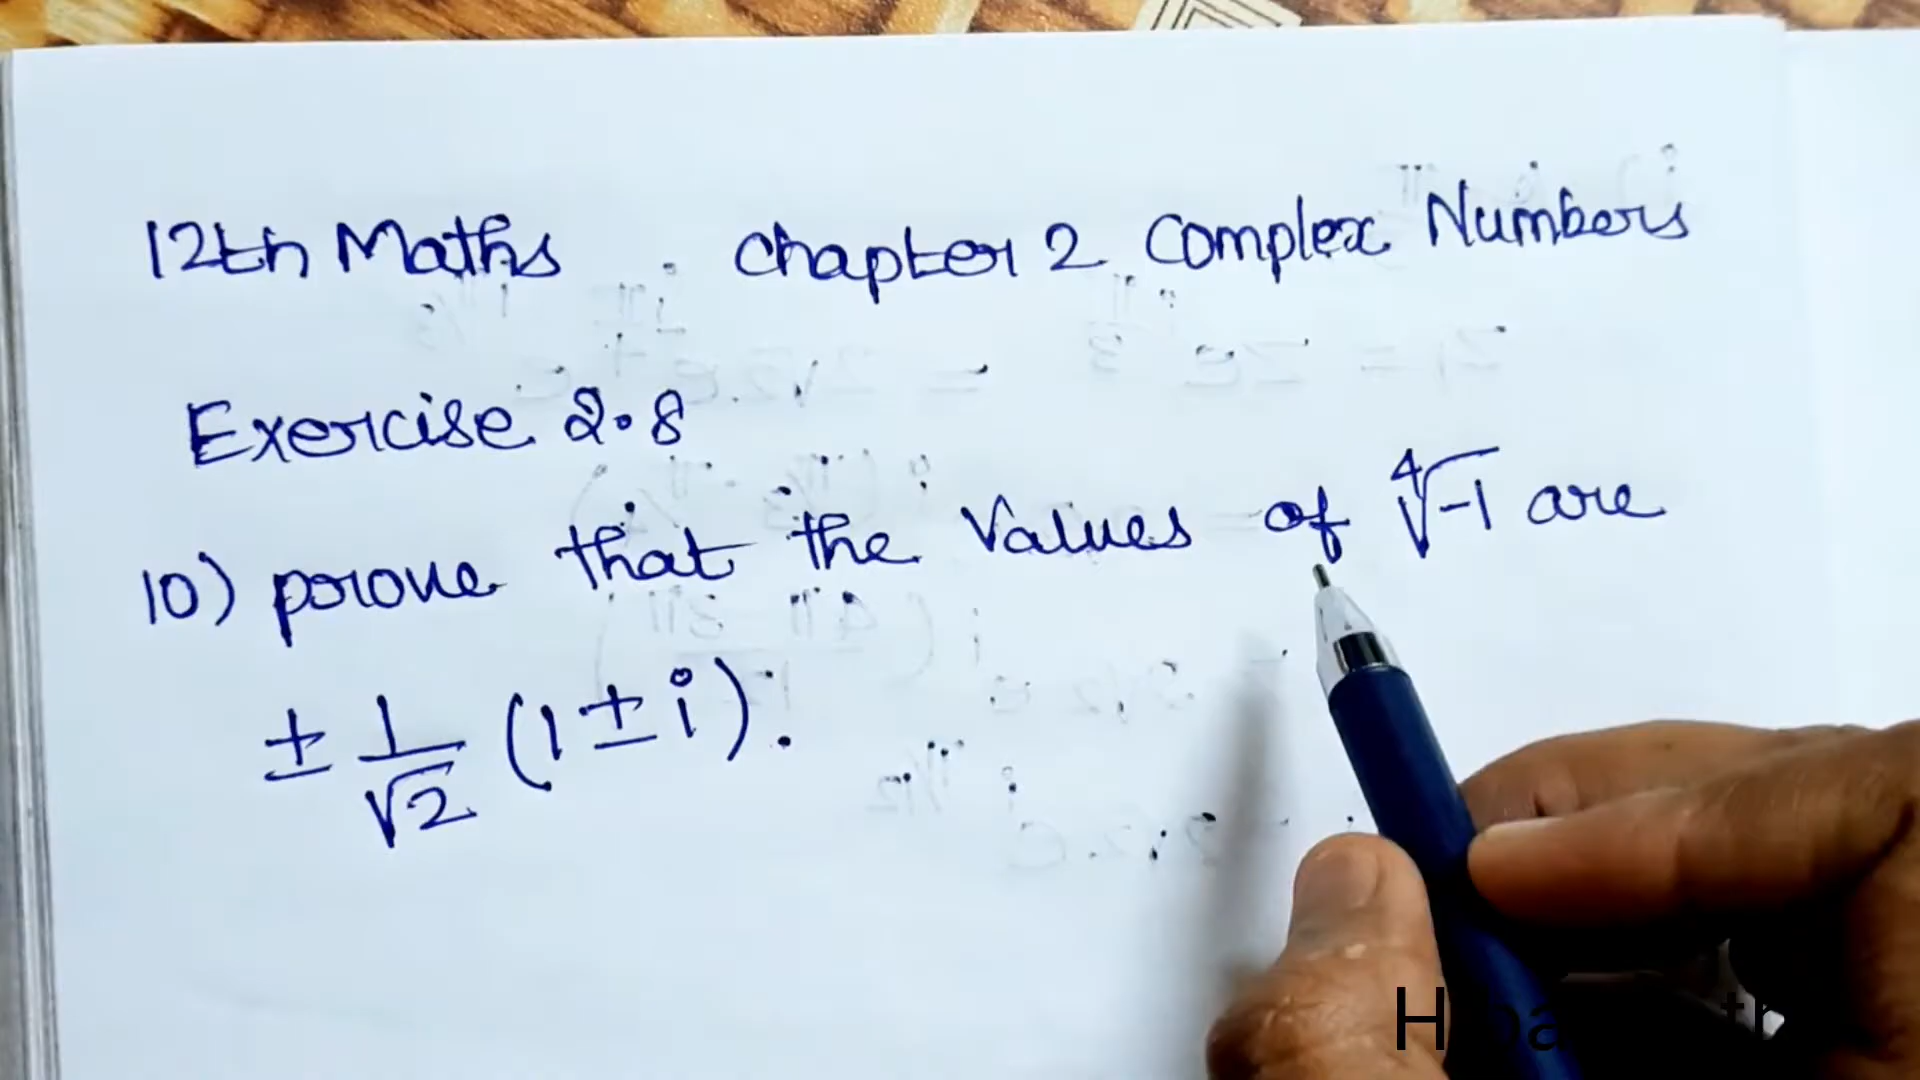 12th Maths . Chapter 2 Complex Numbers
Exercise 2.8
10) prove that the Values of ∜-1 are
± 1/√2 (1 ± i).